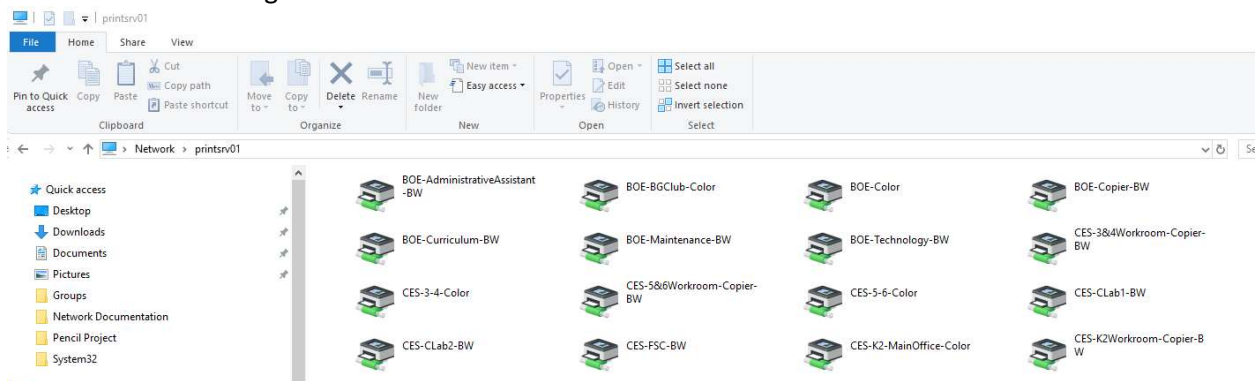 printsrv01
File Home Share View
Pin to Quick access
Copy
Paste
Cut
Copy path
Paste shortcut
Clipboard
Move to
Copy to
Delete
Rename
Organize
New folder
New item
Easy access
New
Properties
Open
Edit
History
Open
Select all
Select none
Invert selection
Select
Network > printsrv01
Se
Quick access
Desktop
Downloads
Documents
Pictures
Groups
Network Documentation
Pencil Project
System32
BOE-AdministrativeAssistant
-BW
BOE-BGClub-Color
BOE-Color
BOE-Copier-BW
BOE-Curriculum-BW
BOE-Maintenance-BW
BOE-Technology-BW
CES-3&4Workroom-Copier-
BW
CES-3-4-Color
CES-5&6Workroom-Copier-
BW
CES-5-6-Color
CES-CLab1-BW
CES-CLab2-BW
CES-FSC-BW
CES-K2-MainOffice-Color
CES-K2Workroom-Copier-B
W